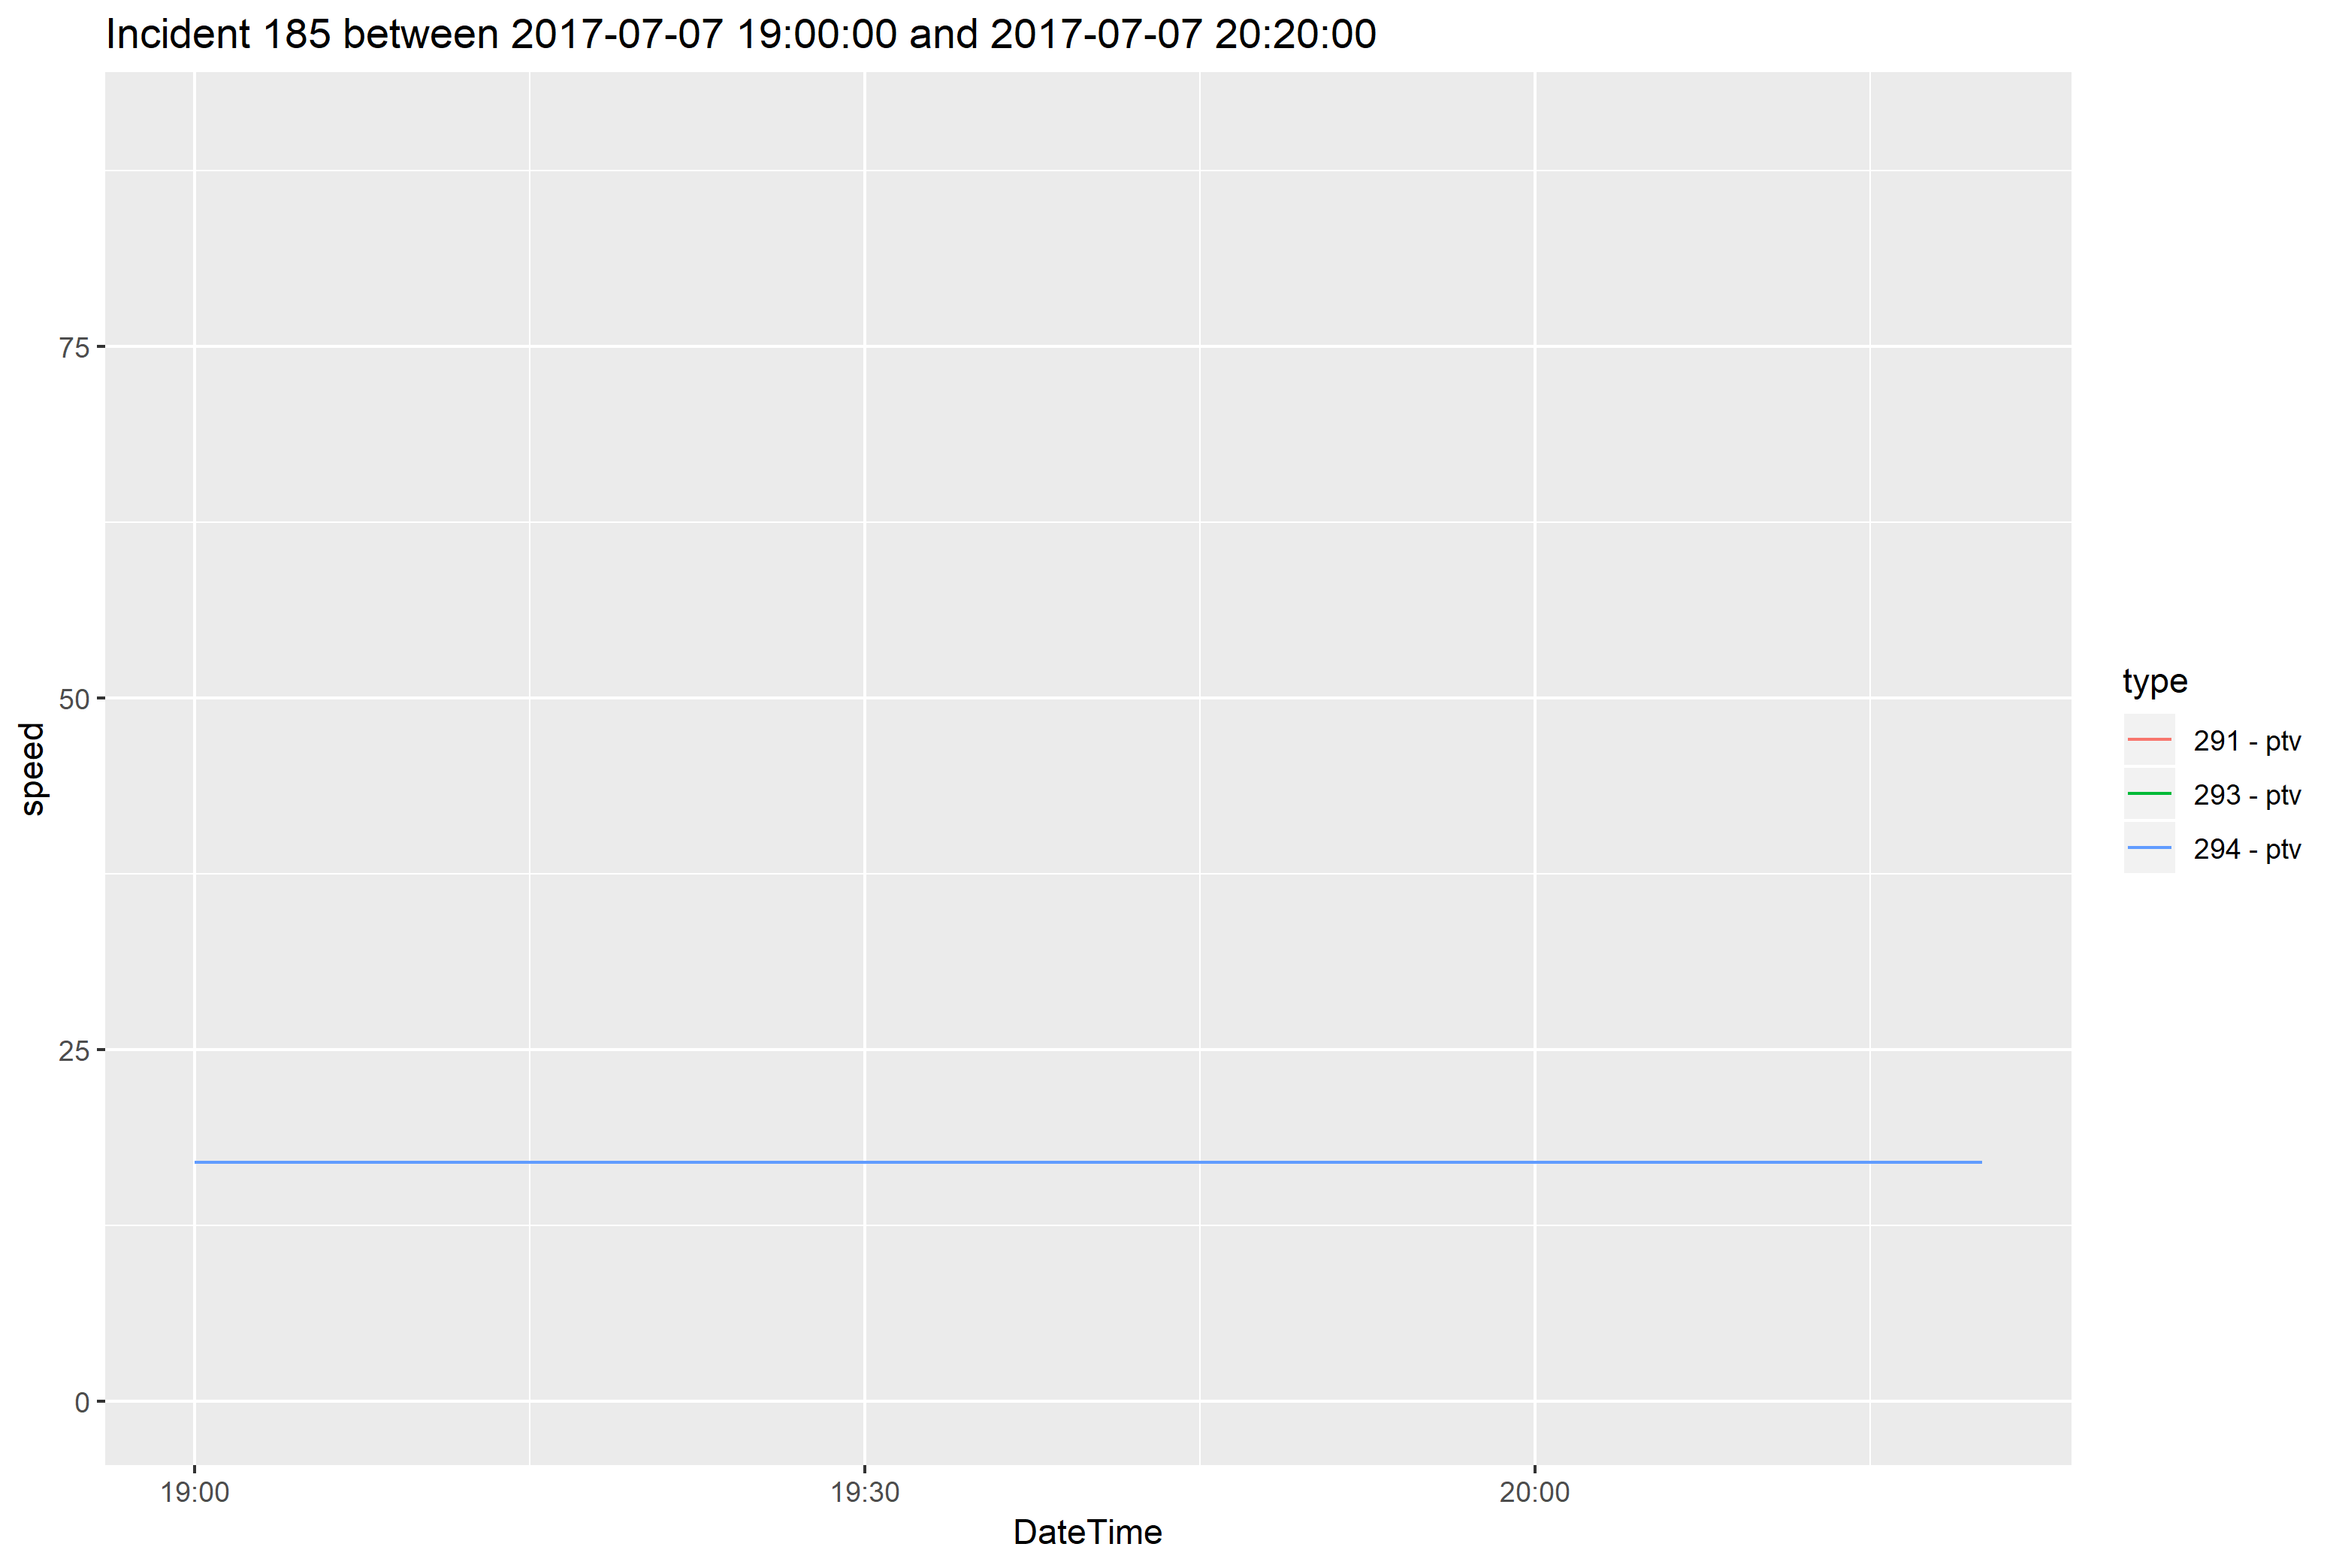 Incident 185 between 2017-07-07 19:00:00 and 2017-07-07 20:20:00
speed
75
50
25
0
19:00
19:30
20:00
DateTime
type
291 - ptv
293 - ptv
294 - ptv